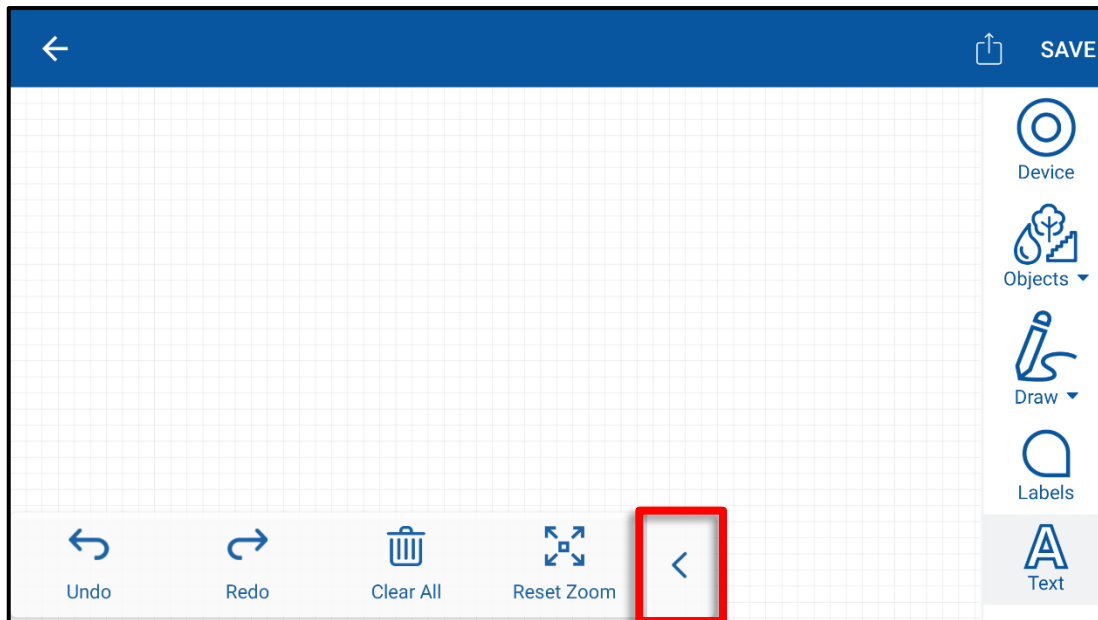 SAVE
Device
Objects
Draw
Labels
Text
Undo
Redo
Clear All
Reset Zoom